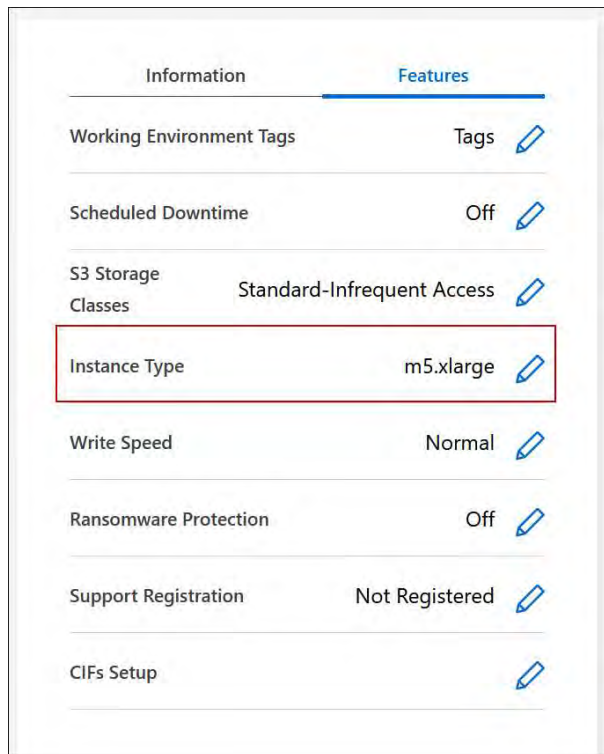 Information Features
Working Environment Tags Tags
Scheduled Downtime Off
S3 Storage
Classes Standard-Infrequent Access
Instance Type m5.xlarge
Write Speed Normal
Ransomware Protection Off
Support Registration Not Registered
CIFs Setup